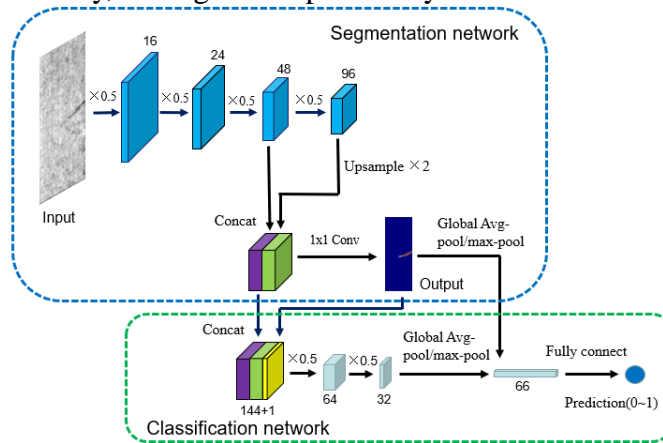 Segmentation network
16
24
48
96
×0.5
×0.5
×0.5
×0.5
Input
Upsample ×2
Concat
1x1 Conv
Global Avg-
pool/max-pool
Output
Concat
×0.5
×0.5
Global Avg-
pool/max-pool
Fully connect
144+1
64
32
66
Prediction(0~1)
Classification network